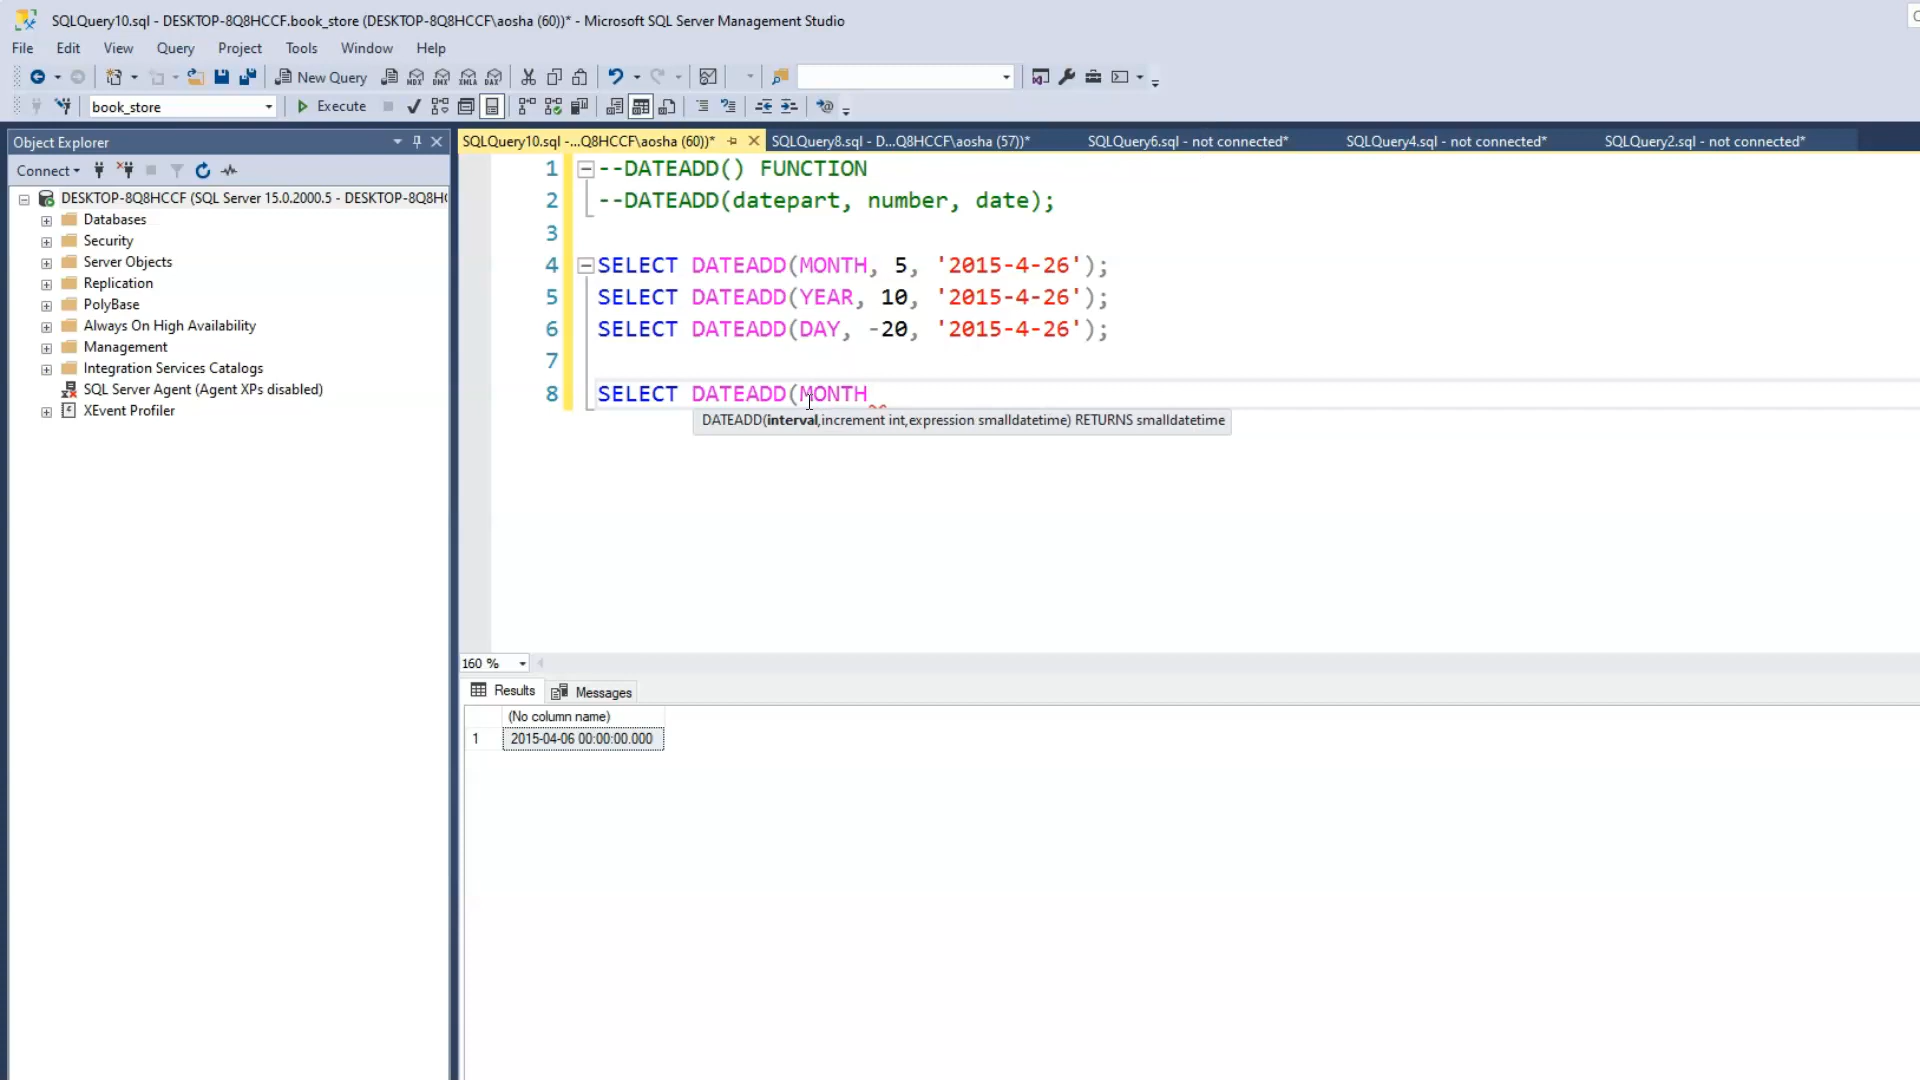 SQLQuery10.sql - DESKTOP-8Q8HCCF.book_store (DESKTOP-8Q8HCCF\aosha (60))* - Microsoft SQL Server Management Studio
File Edit View Query Project Tools Window Help
New Query
book_store Execute
Object Explorer
Connect
DESKTOP-8Q8HCCF (SQL Server 15.0.2000.5 - DESKTOP-8Q8H
Databases
Security
Server Objects
Replication
PolyBase
Always On High Availability
Management
Integration Services Catalogs
SQL Server Agent (Agent XPs disabled)
XEvent Profiler
SQLQuery10.sql -...Q8HCCF\aosha (60))* SQLQuery8.sql - D...Q8HCCF\aosha (57))* SQLQuery6.sql - not connected* SQLQuery4.sql - not connected* SQLQuery2.sql - not connected*
1 --DATEADD() FUNCTION
2 --DATEADD(datepart, number, date);
3
4 SELECT DATEADD(MONTH, 5, '2015-4-26');
5 SELECT DATEADD(YEAR, 10, '2015-4-26');
6 SELECT DATEADD(DAY, -20, '2015-4-26');
7
8 SELECT DATEADD(MONTH
DATEADD(interval,increment int,expression smalldatetime) RETURNS smalldatetime
160 %
Results Messages
(No column name)
1 2015-04-06 00:00:00.000